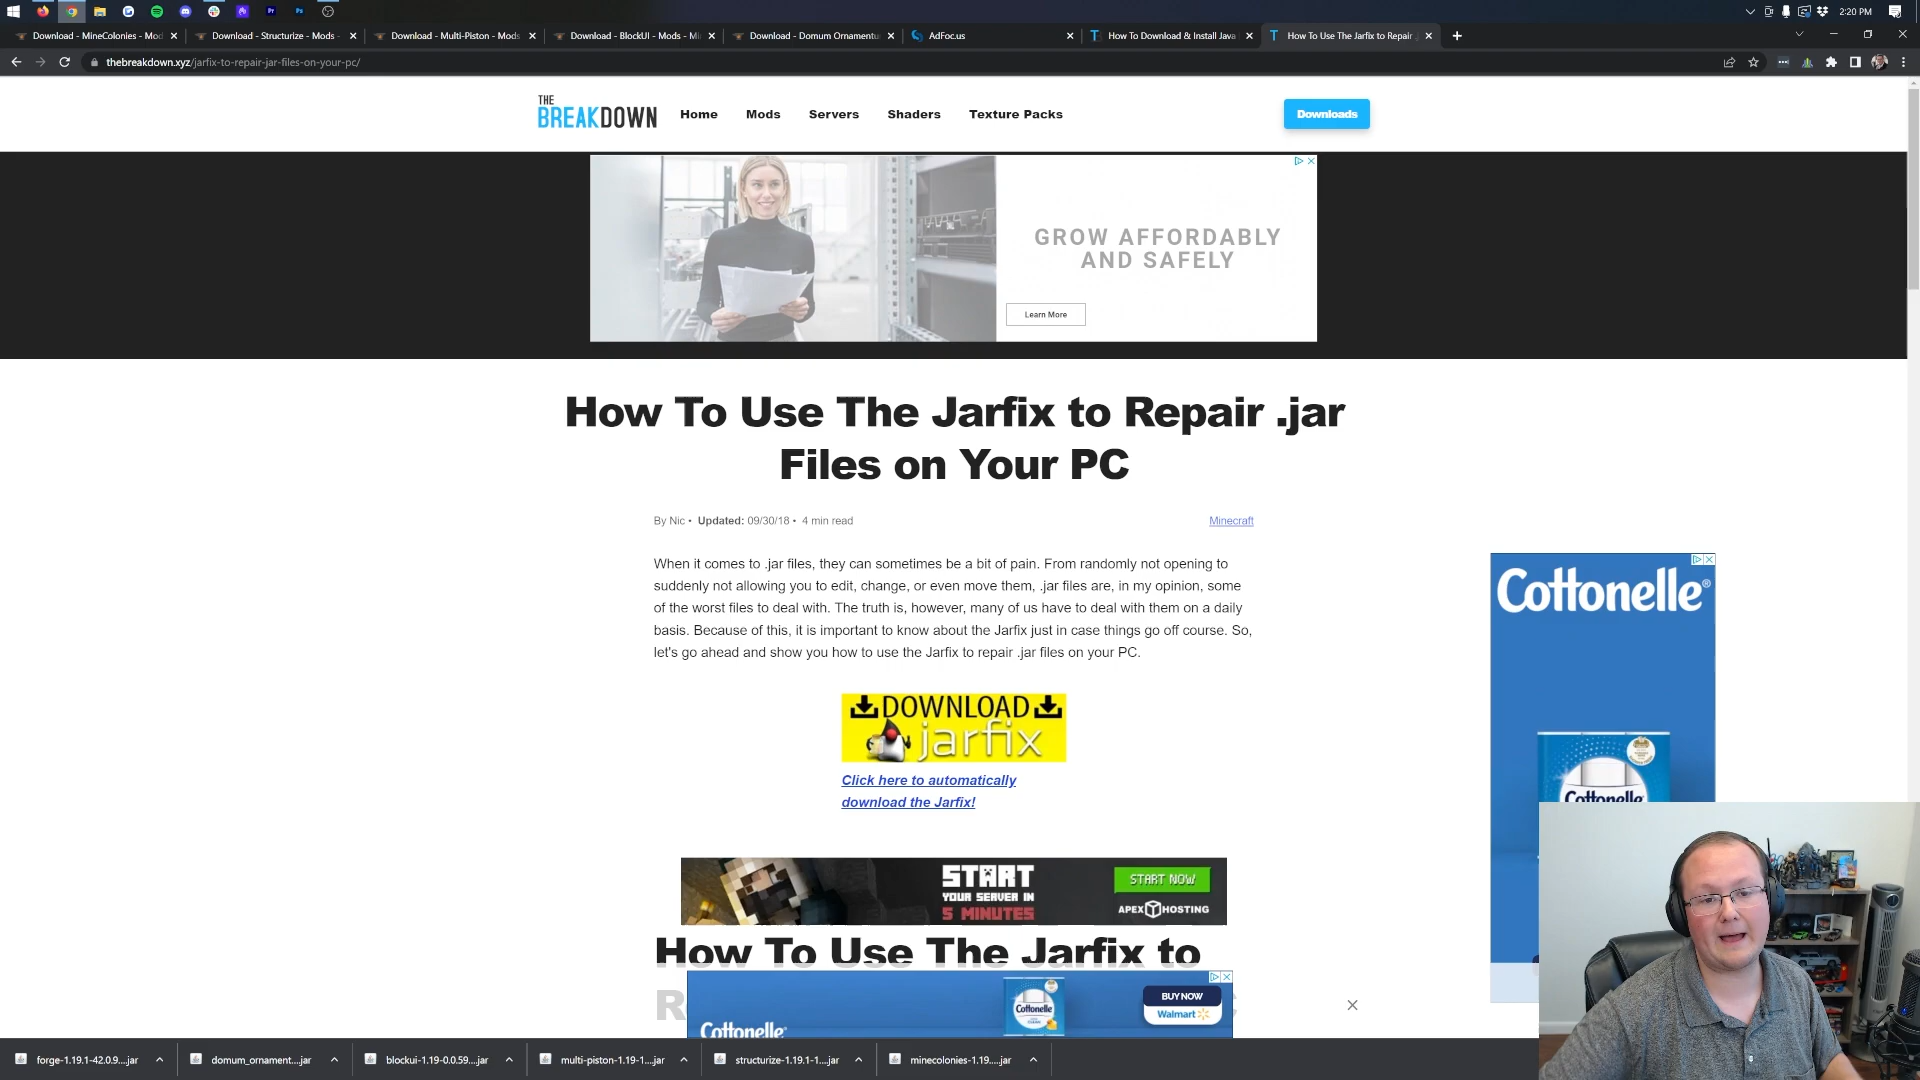 2:20 PM
Download - MineColonies - Mod
Download - Structurize - Mods -
Download - Multi-Piston - Mods
Download - BlockUI - Mods - Mi
Download - Domum Ornamentu
AdFoc.us
How To Download & Install Java
How To Use The Jarfix to Repair .
thebreakdown.xyz/jarfix-to-repair-jar-files-on-your-pc/
THE
BREAKDOWN
Home
Mods
Servers
Shaders
Texture Packs
Downloads
GROW AFFORDABLY
AND SAFELY
Learn More
How To Use The Jarfix to Repair .jar
Files on Your PC
By Nic • Updated: 09/30/18 • 4 min read
Minecraft
When it comes to .jar files, they can sometimes be a bit of pain. From randomly not opening to
suddenly not allowing you to edit, change, or even move them, .jar files are, in my opinion, some
of the worst files to deal with. The truth is, however, many of us have to deal with them on a daily
basis. Because of this, it is important to know about the Jarfix just in case things go off course. So,
let's go ahead and show you how to use the Jarfix to repair .jar files on your PC.
DOWNLOAD
jarfix
Click here to automatically
download the Jarfix!
Cottonelle®
Cottonelle
START
YOUR SERVER IN
5 MINUTES
START NOW
APEX HOSTING
How To Use The Jarfix to
R
Cottonelle
BUY NOW
Walmart
Cottonelle®
forge-1.19.1-42.0.9....jar
domum_ornament....jar
blockui-1.19-0.0.59....jar
multi-piston-1.19-1....jar
structurize-1.19.1-1....jar
minecolonies-1.19.....jar